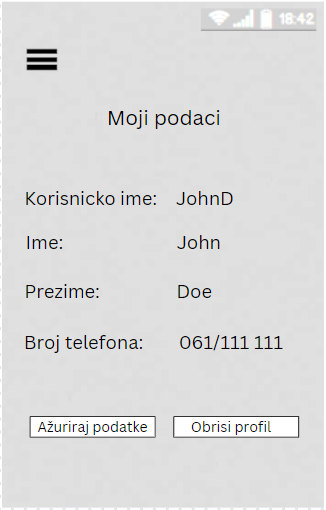 18:42
Moji podaci
Korisnicko ime: JohnD
Ime: John
Prezime: Doe
Broj telefona: 061/111 111
Ažuriraj podatke Obrisi profil